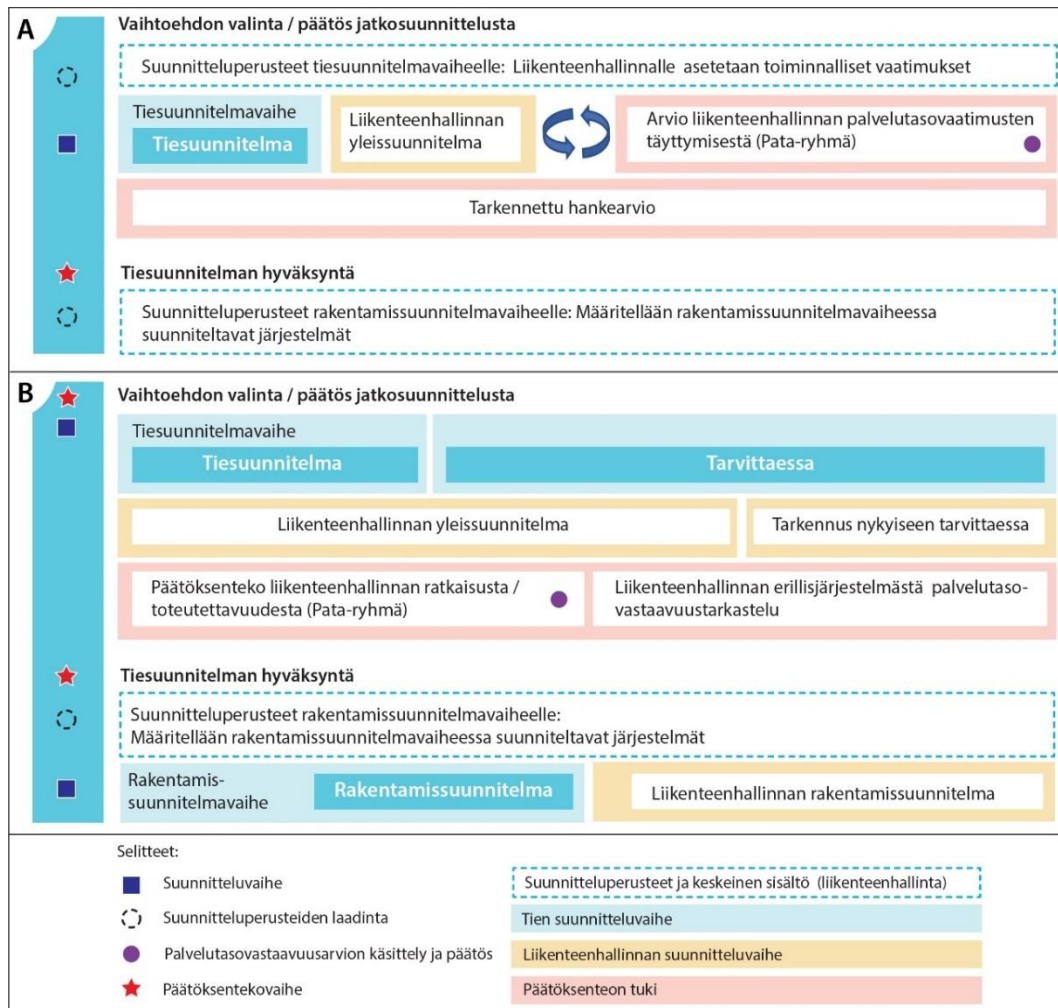 A
Vaihtoehdon valinta / päätös jatkosuunnittelusta
Suunnitteluperusteet tiesuunnitelmavaiheelle: Liikenteenhallinnalle asetetaan toiminnalliset vaatimukset
Tiesuunnitelmavaihe
Tiesuunnitelma
Liikenteenhallinnan
yleissuunnitelma
Arvio liikenteenhallinnan palvelutasovaatimusten
täyttymisestä (Pata-ryhmä)
Tarkennettu hankearvio
Tiesuunnitelman hyväksyntä
Suunnitteluperusteet rakentamissuunnitelmavaiheelle: Määritellään rakentamissuunnitelmavaiheessa
suunniteltavat järjestelmät
B
Vaihtoehdon valinta / päätös jatkosuunnittelusta
Tiesuunnitelmavaihe
Tiesuunnitelma
Tarvittaessa
Liikenteenhallinnan yleissuunnitelma
Tarkennus nykyiseen tarvittaessa
Päätöksenteko liikenteenhallinnan ratkaisusta /
toteutettavuudesta (Pata-ryhmä)
Liikenteenhallinnan erillisjärjestelmästä palvelutaso-
vastaavuustarkastelu
Tiesuunnitelman hyväksyntä
Suunnitteluperusteet rakentamissuunnitelmavaiheelle:
Määritellään rakentamissuunnitelmavaiheessa suunniteltavat järjestelmät
Rakentamis-
suunnitelmavaihe
Rakentamissuunnitelma
Liikenteenhallinnan rakentamissuunnitelma
Selitteet:
Suunnitteluvaihe
Suunnitteluperusteiden laadinta
Palvelutasovastaavuusarvion käsittely ja päätös
Päätöksentekovaihe
Suunnitteluperusteet ja keskeinen sisältö (liikenteenhallinta)
Tien suunnitteluvaihe
Liikenteenhallinnan suunnitteluvaihe
Päätöksenteon tuki